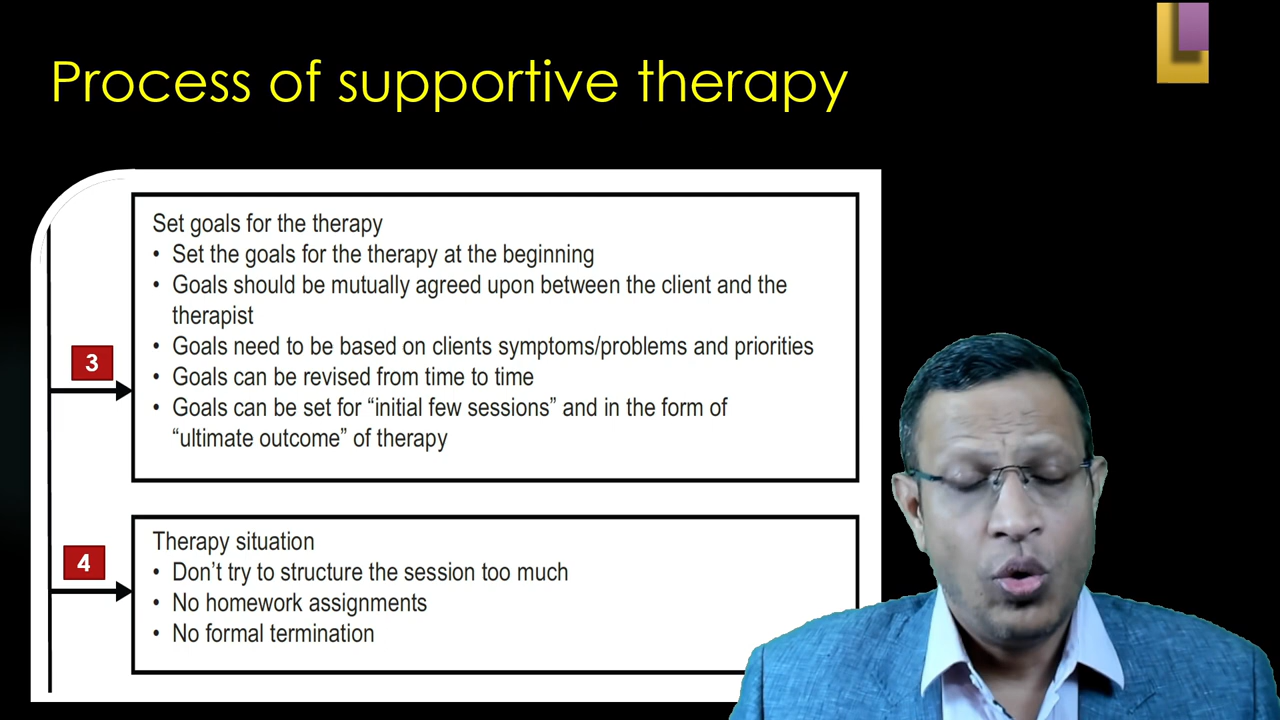 Process of supportive therapy
Set goals for the therapy
• Set the goals for the therapy at the beginning
• Goals should be mutually agreed upon between the client and the
therapist
3
• Goals need to be based on clients symptoms/problems and priorities
• Goals can be revised from time to time
• Goals can be set for “initial few sessions” and in the form of
“ultimate outcome” of therapy
4
Therapy situation
• Don’t try to structure the session too much
• No homework assignments
• No formal termination